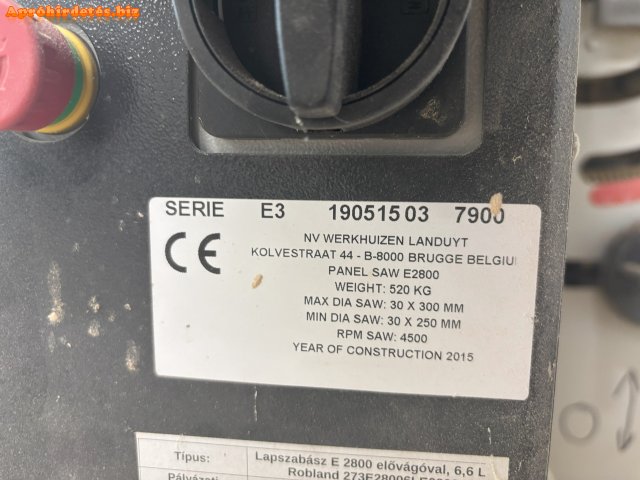 Apróhirdetés.biz
SERIE E3 19051503 7900
CE
NV WERKHUIZEN LANDUYT
KOLVESTRAAT 44 - B-8000 BRUGGE BELGIU
PANEL SAW E2800
WEIGHT: 520 KG
MAX DIA SAW: 30 X 300 MM
MIN DIA SAW: 30 X 250 MM
RPM SAW: 4500
YEAR OF CONSTRUCTION 2015
Típus: Lapszabász E 2800 elővágóval, 6,6 L
Robland